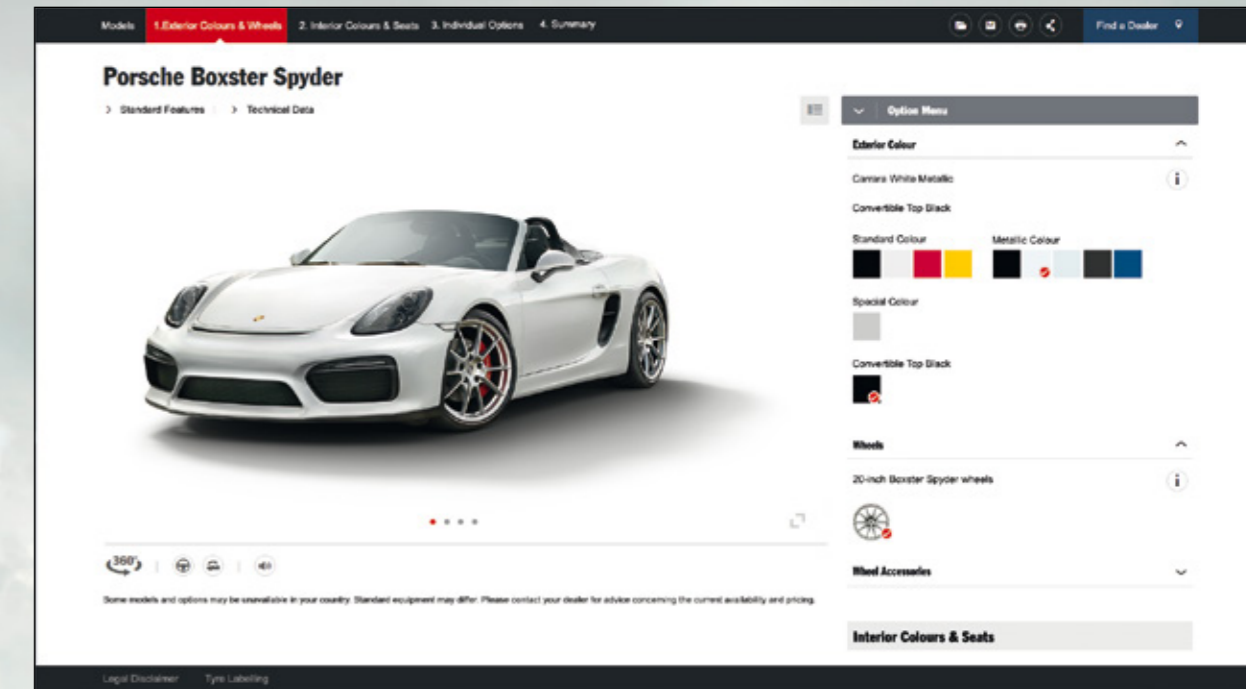 Models 1.Exterior Colours & Wheels 2. Interior Colours & Seats 3. Individual Options 4. Summary Find a Dealer
Porsche Boxster Spyder
Standard Features Technical Data
Option Menu
Exterior Colour
Carrara White Metallic
Convertible Top Black
Standard Colour Metallic Colour
Special Colour
Convertible Top Black
Wheels
20-inch Boxster Spyder wheels
360°
Wheel Accessories
Some models and options may be unavailable in your country. Standard equipment may differ. Please contact your dealer for advice concerning the current availability and pricing.
Interior Colours & Seats
Legal Disclaimer Tyre Labelling